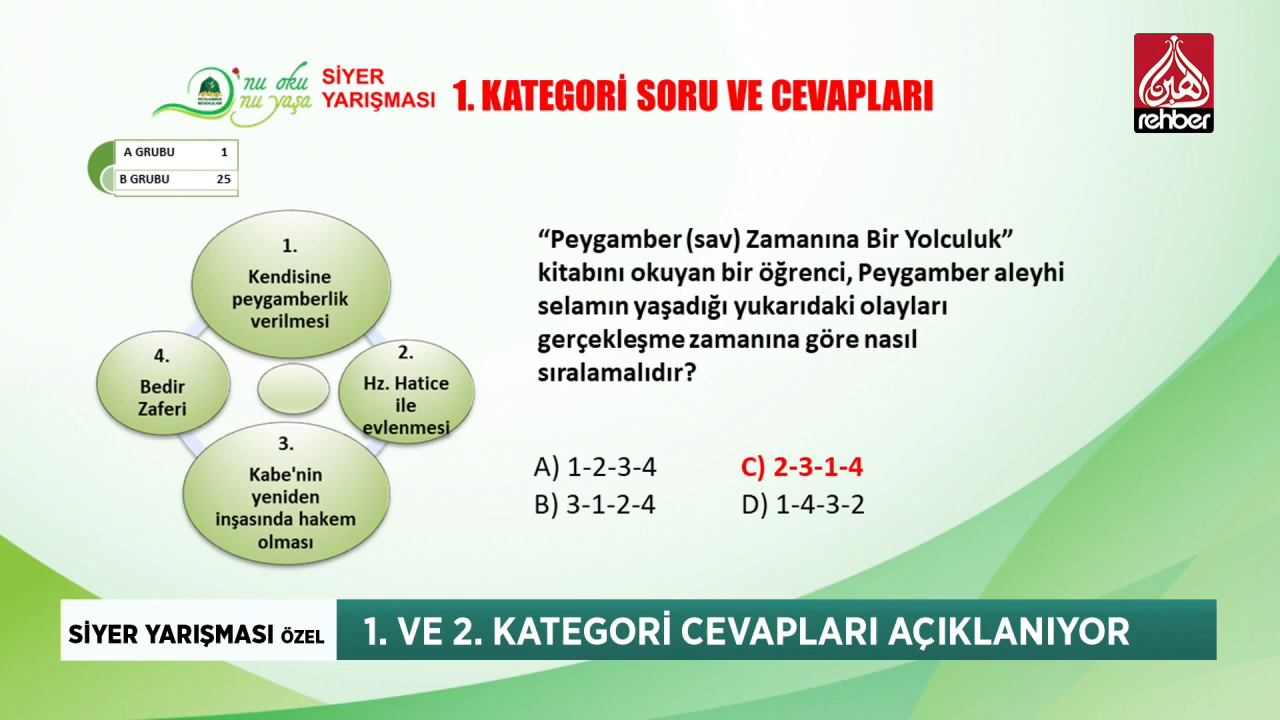 O'nu oku
nu yaşa
PEYGAMBER
SEVDALILARI
SİYER
YARIŞMASI
1. KATEGORİ SORU VE CEVAPLARI
rehber
A GRUBU 1
B GRUBU 25
1.
Kendisine
peygamberlik
verilmesi
2.
Hz. Hatice
ile
evlenmesi
3.
Kabe'nin
yeniden
inşasında hakem
olması
4.
Bedir
Zaferi
“Peygamber (sav) Zamanına Bir Yolculuk”
kitabını okuyan bir öğrenci, Peygamber aleyhi
selamın yaşadığı yukarıdaki olayları
gerçekleşme zamanına göre nasıl
sıralamalıdır?
A) 1-2-3-4
B) 3-1-2-4
C) 2-3-1-4
D) 1-4-3-2
SİYER YARIŞMASI ÖZEL
1. VE 2. KATEGORİ CEVAPLARI AÇIKLANIYOR